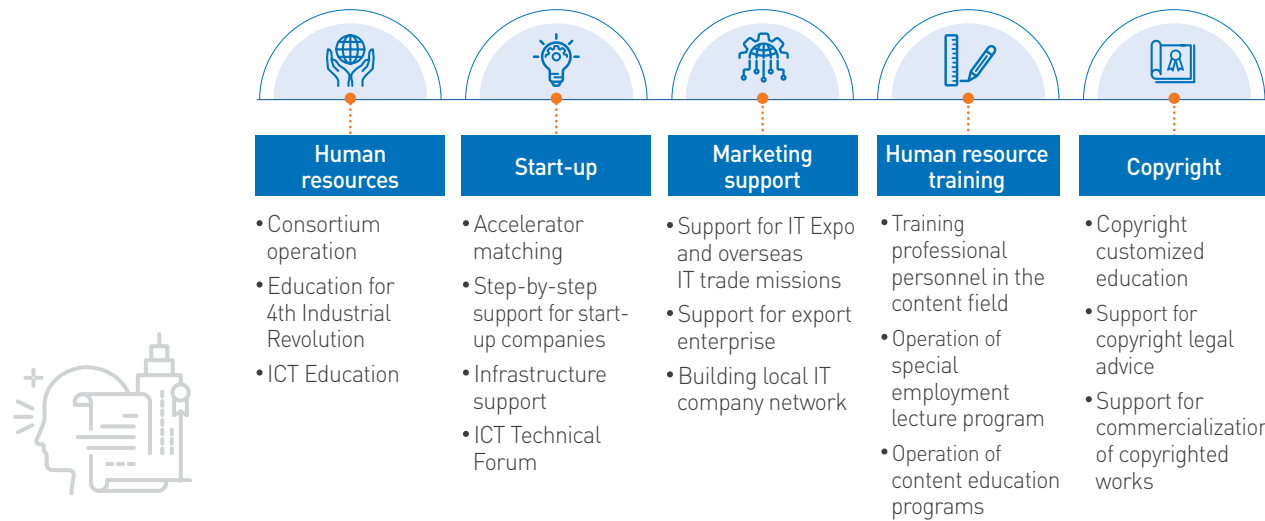 Human
resources
• Consortium
operation
• Education for
4th Industrial
Revolution
• ICT Education
Start-up
• Accelerator
matching
• Step-by-step
support for start-
up companies
• Infrastructure
support
• ICT Technical
Forum
Marketing
support
• Support for IT Expo
and overseas
IT trade missions
• Support for export
enterprise
• Building local IT
company network
Human resource
training
• Training
professional
personnel in the
content field
• Operation of
special
employment
lecture program
• Operation of
content education
programs
Copyright
• Copyright
customized
education
• Support for
copyright legal
advice
• Support for
commercialization
of copyrighted
works